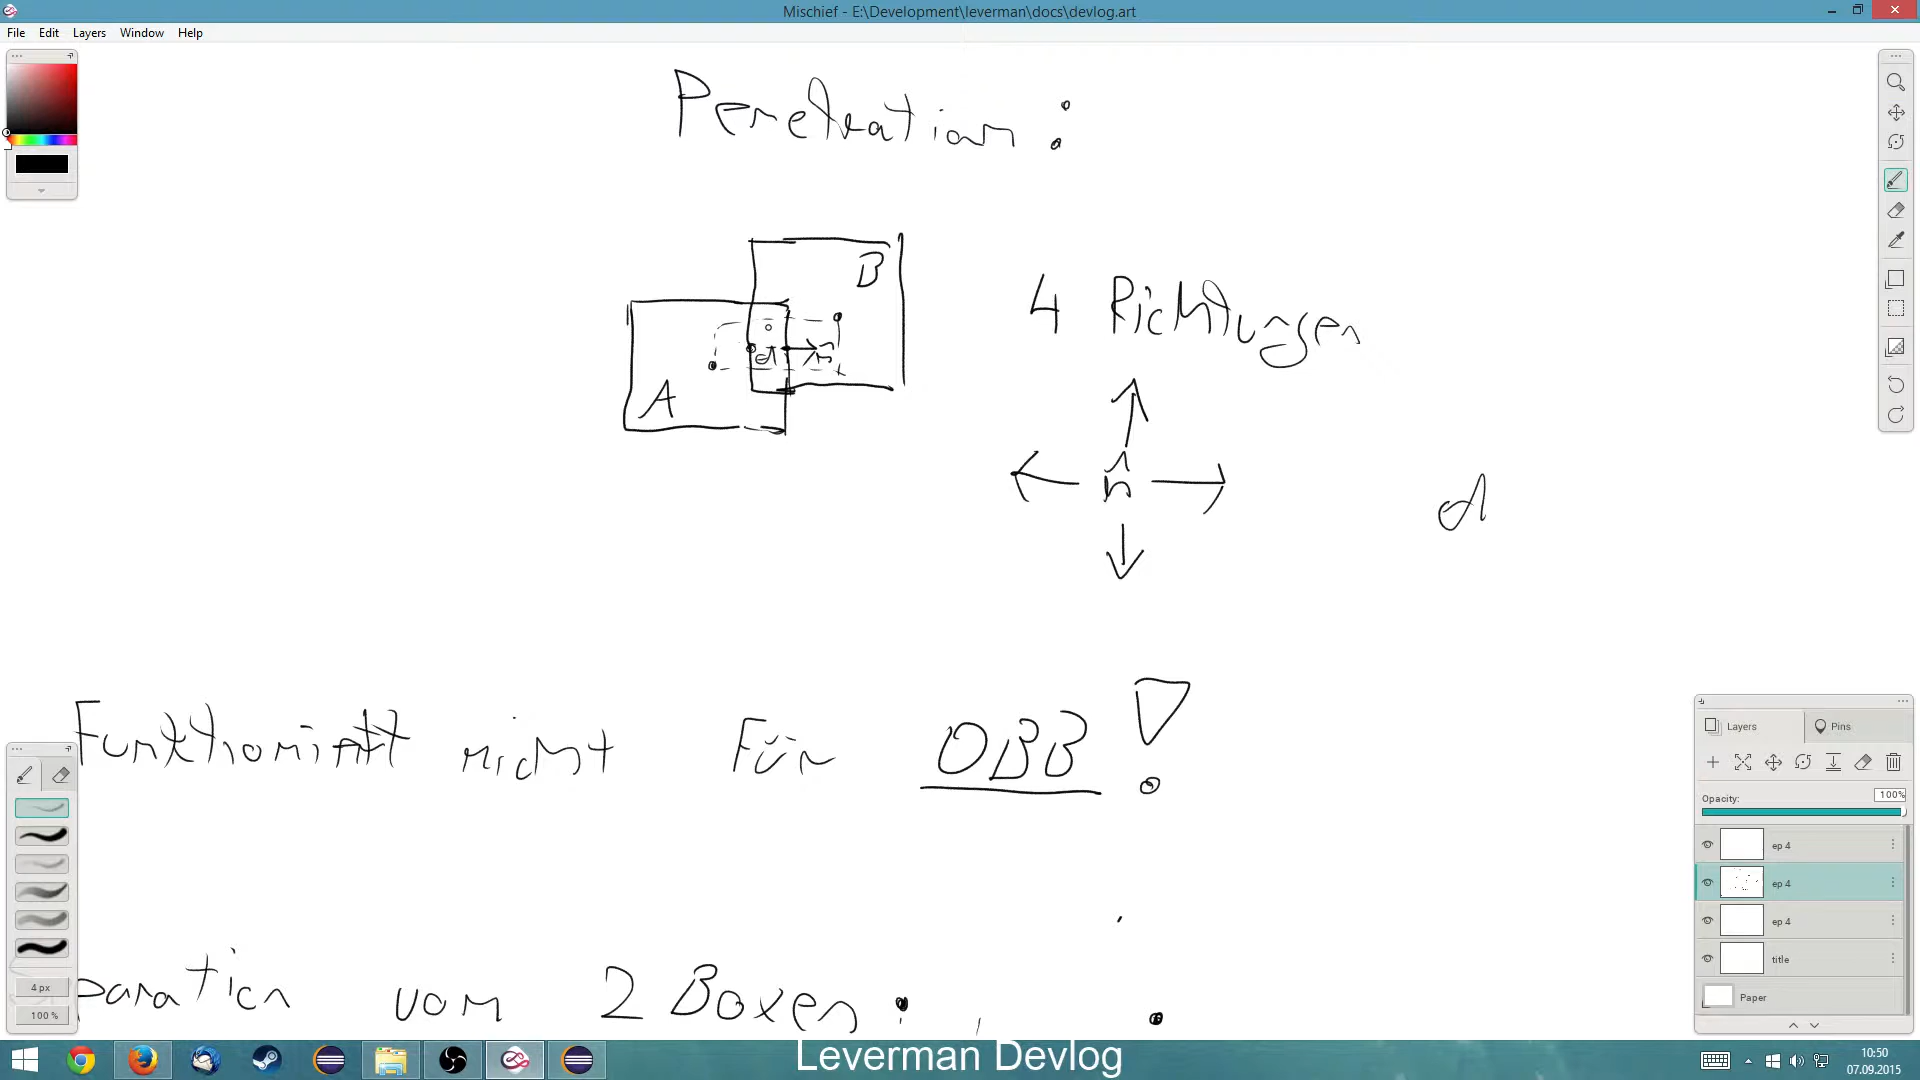 Mischief - E:\Development\leverman\docs\devlog.art
File Edit Layers Window Help
Penetration:
B
4 Richtungen
d n
A
n
d
Funktioniert nicht für OBB!
Layers Pins
Opacity: 100%
ep 4
ep 4
ep 4
title
Paper
paration von 2 Boxen:
4 px
100 %
Leverman Devlog
10:50
07.09.2015